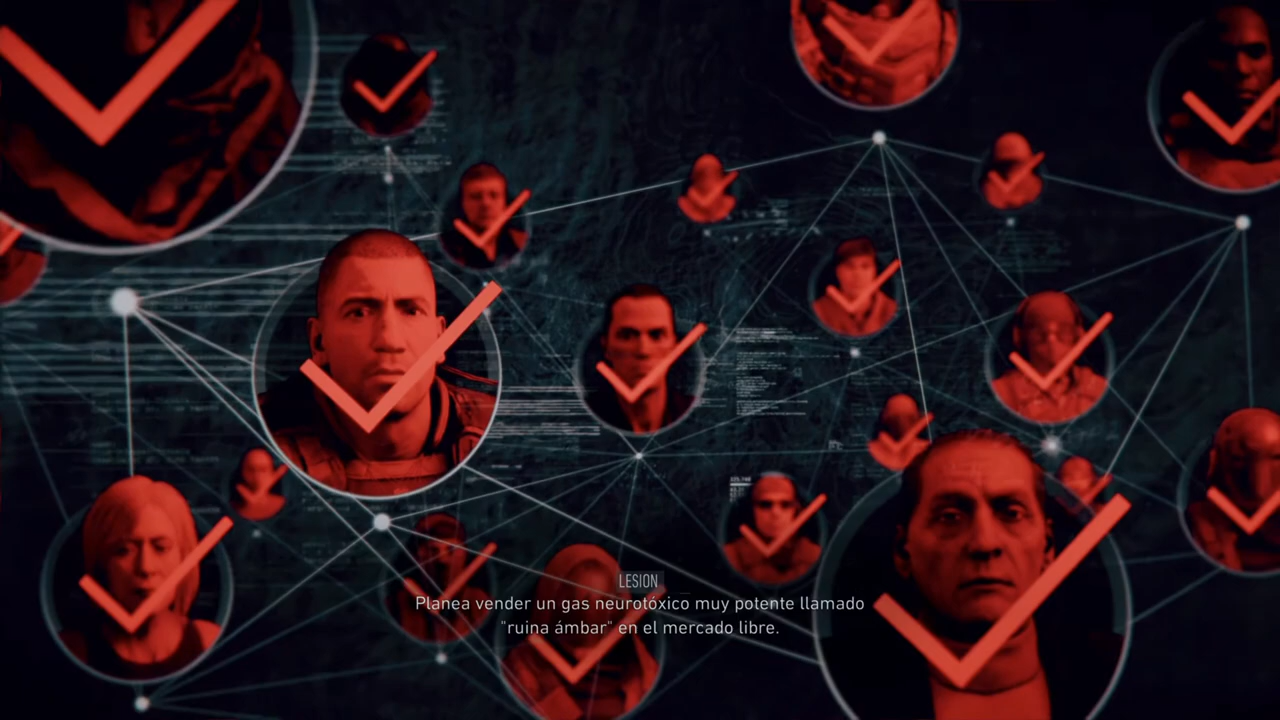 LESION
Planea vender un gas neurotóxico muy potente llamado
"ruina ámbar" en el mercado libre.